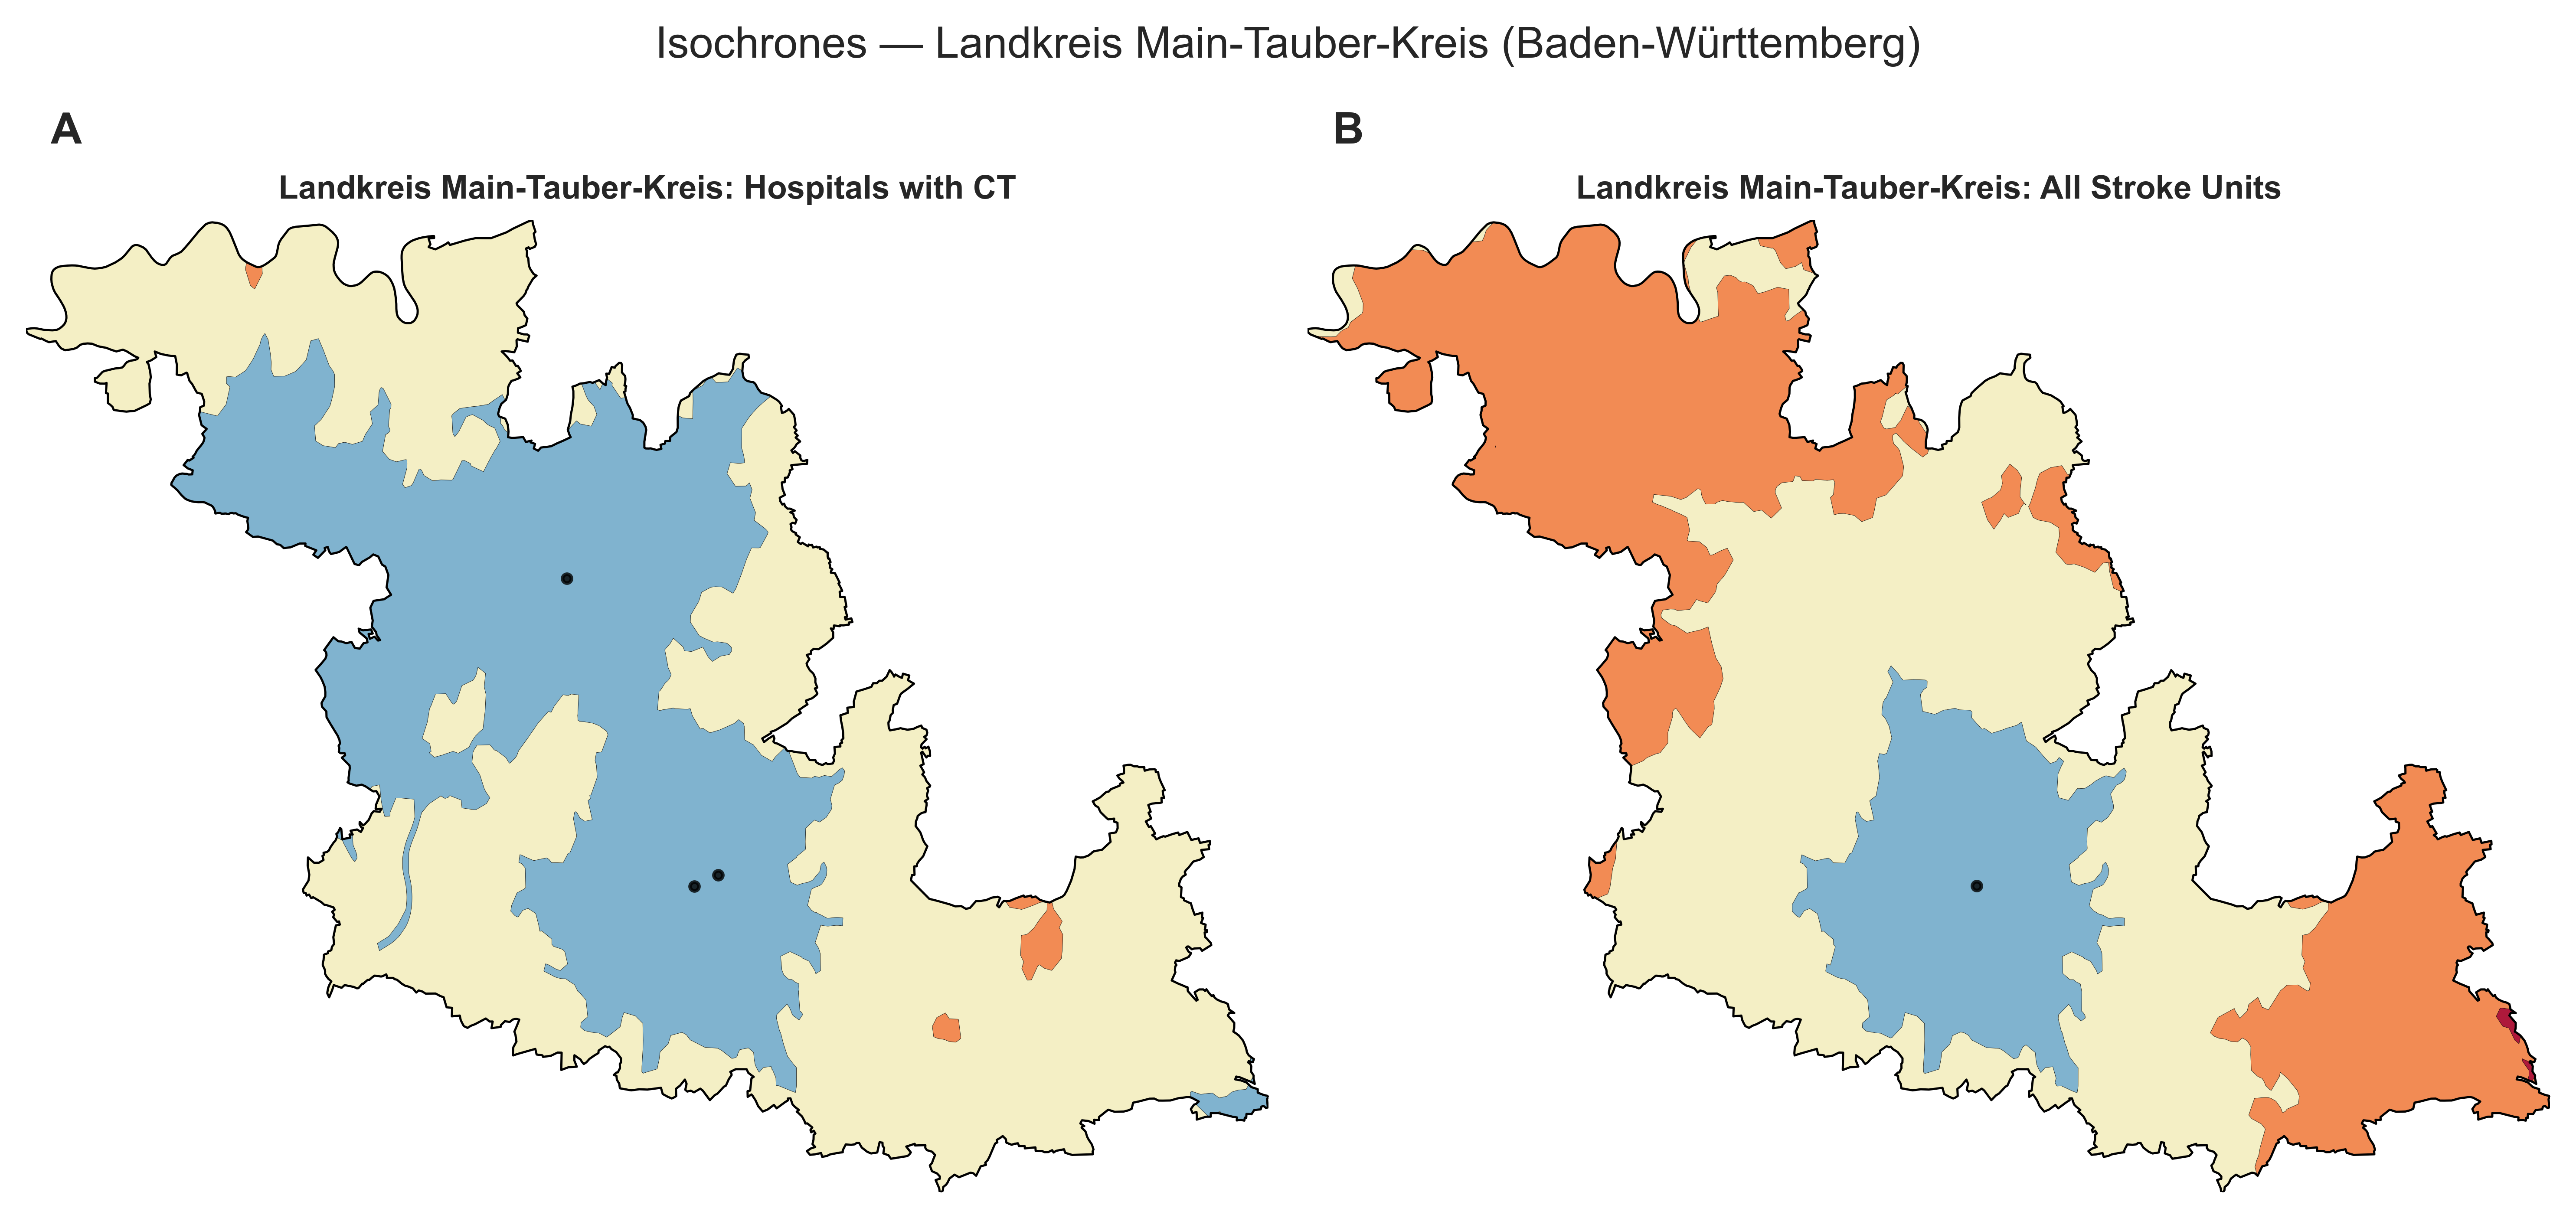 Isochrones — Landkreis Main-Tauber-Kreis (Baden-Württemberg)
A
B
Landkreis Main-Tauber-Kreis: Hospitals with CT
Landkreis Main-Tauber-Kreis: All Stroke Units